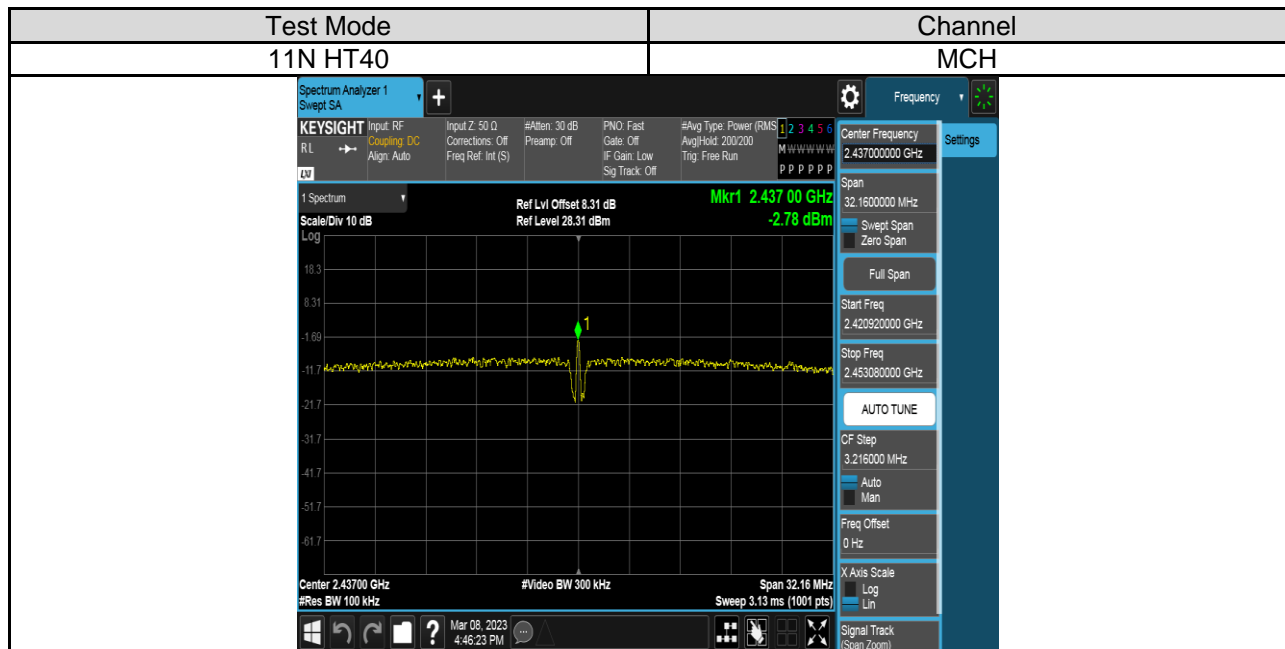 Test Mode
Channel
11N HT40
MCH
Spectrum Analyzer 1
Swept SA
+
Frequency
KEYSIGHT
RL
LXI
Input: RF
Coupling: DC
Align: Auto
Input Z: 50 Ω
Corrections: Off
Freq Ref: Int (S)
#Atten: 30 dB
Preamp: Off
PNO: Fast
Gate: Off
IF Gain: Low
Sig Track: Off
#Avg Type: Power (RMS
Avg|Hold: 200/200
Trig: Free Run
1 2 3 4 5 6
M W W W W W
P P P P P P
Center Frequency
2.437000000 GHz
Settings
1 Spectrum
Scale/Div 10 dB
Log
Ref Lvl Offset 8.31 dB
Ref Level 28.31 dBm
Mkr1 2.437 00 GHz
-2.78 dBm
Span
32.1600000 MHz
Swept Span
Zero Span
Full Span
Start Freq
2.420920000 GHz
Stop Freq
2.453080000 GHz
AUTO TUNE
CF Step
3.216000 MHz
Auto
Man
Freq Offset
0 Hz
X Axis Scale
Log
Lin
Signal Track
(Span Zoom)
18.3
8.31
-1.69
-11.7
-21.7
-31.7
-41.7
-51.7
-61.7
1
Center 2.43700 GHz
#Res BW 100 kHz
#Video BW 300 kHz
Span 32.16 MHz
Sweep 3.13 ms (1001 pts)
?
Mar 08, 2023
4:46:23 PM